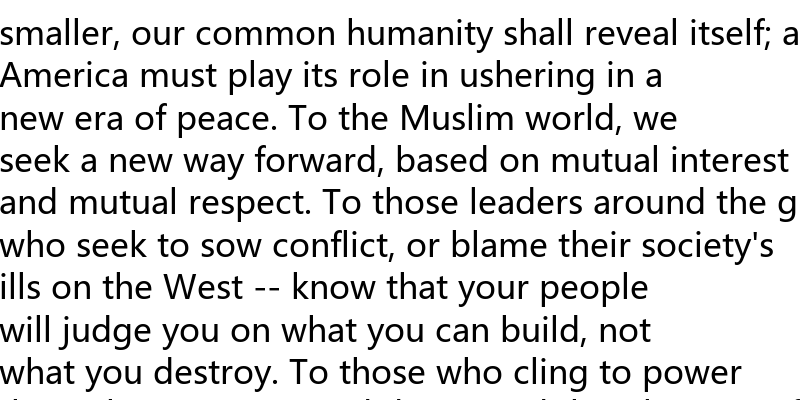 smaller, our common humanity shall reveal itself;
America must play its role in ushering in a
new era of peace. To the Muslim world, we
seek a new way forward, based on mutual interest
and mutual respect. To those leaders around the
who seek to sow conflict, or blame their society's
ills on the West -- know that your people
will judge you on what you can build, not
what you destroy. To those who cling to power